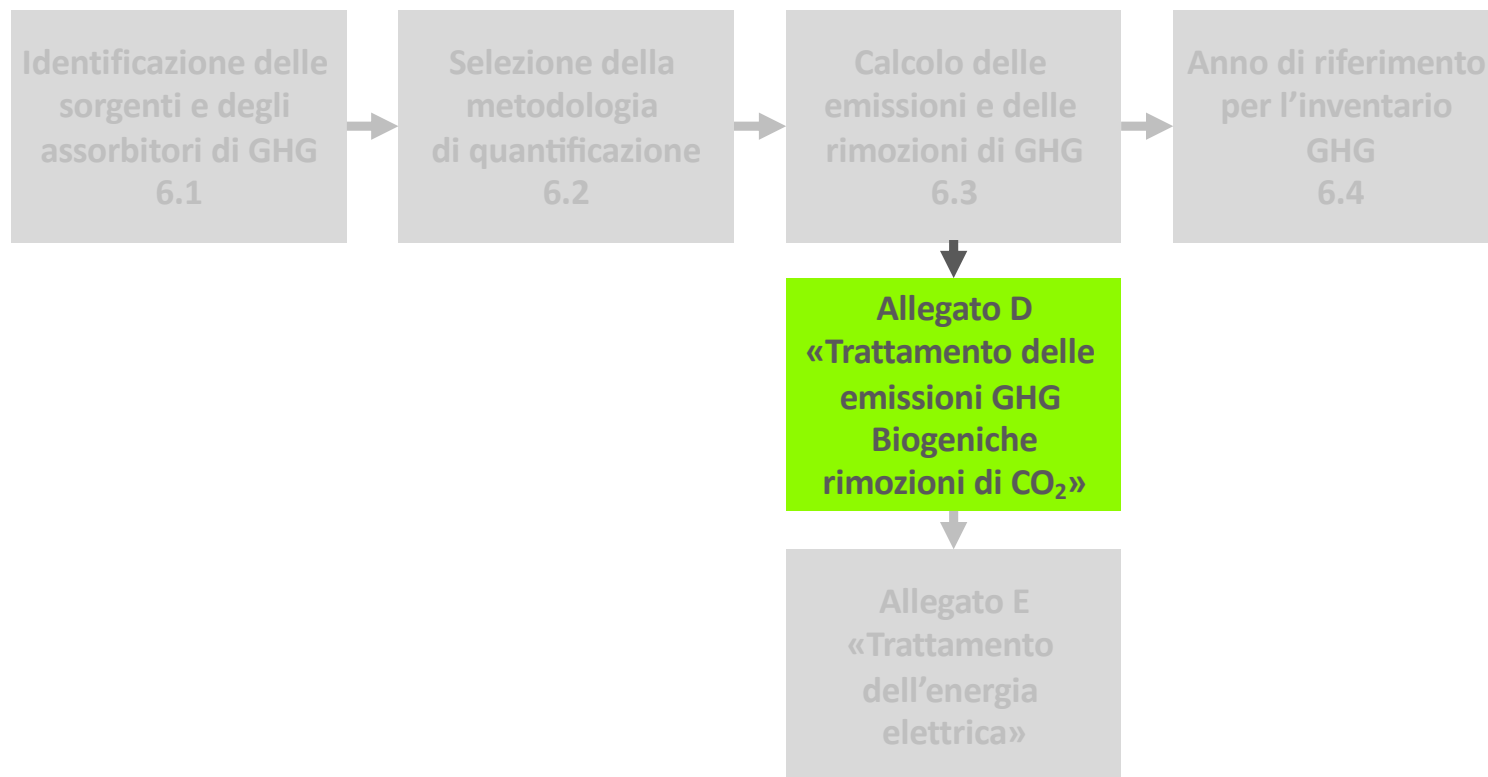 Identificazione delle
sorgenti e degli
assorbitori di GHG
6.1
Selezione della
metodologia
di quantificazione
6.2
Calcolo delle
emissioni e delle
rimozioni di GHG
6.3
Anno di riferimento
per l'inventario
GHG
6.4
Allegato D
«Trattamento delle
emissioni GHG
Biogeniche
rimozioni di CO₂»
Allegato E
«Trattamento
dell'energia
elettrica»